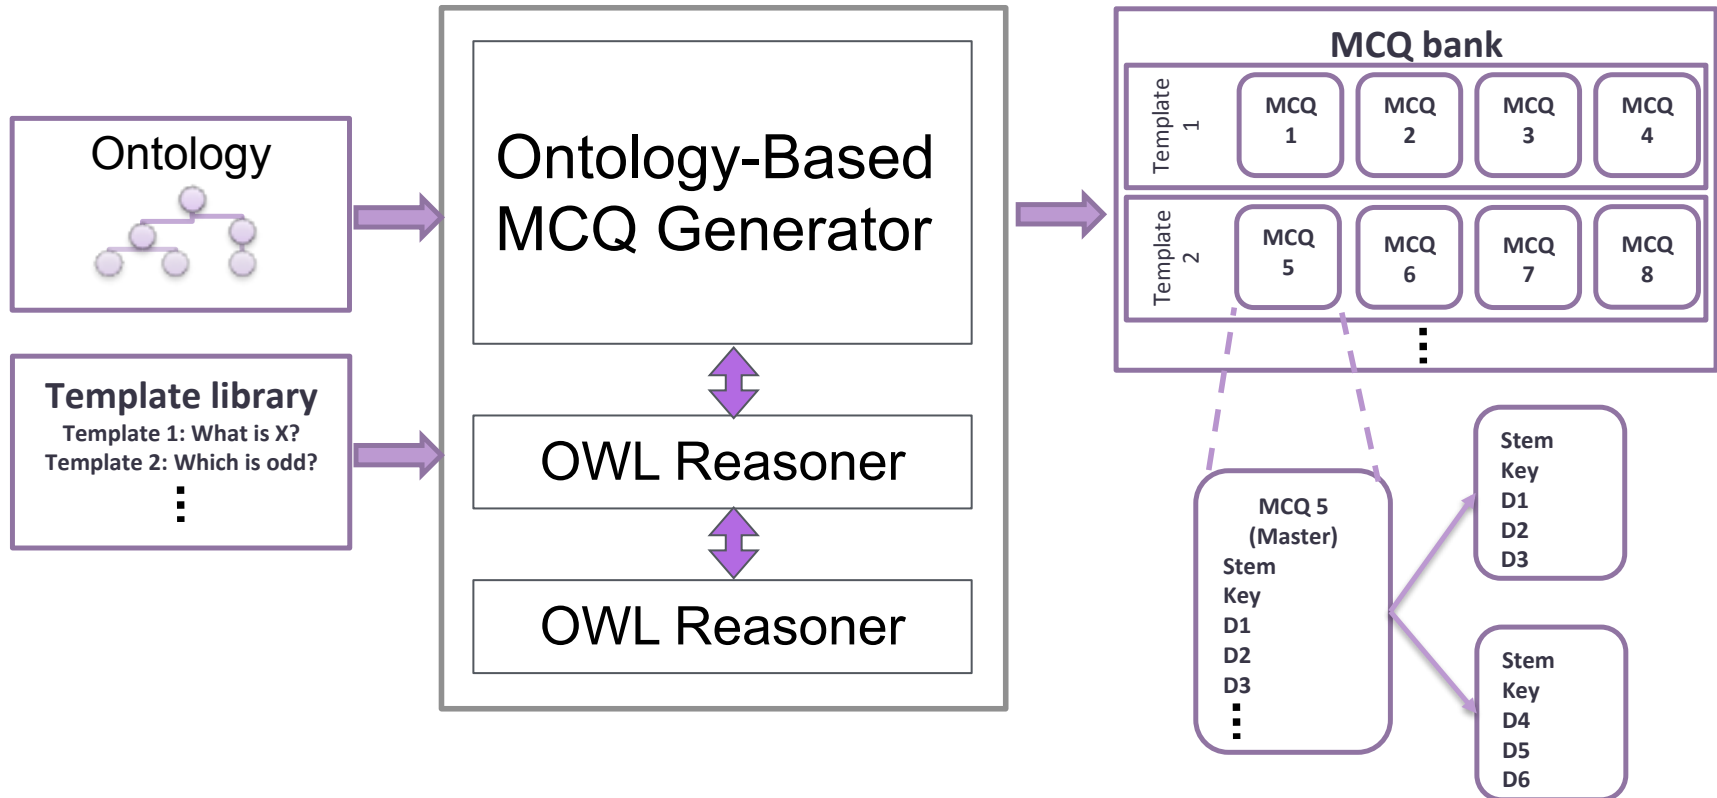 Ontology
Template library
Template 1: What is X?
Template 2: Which is odd?
Ontology-Based
MCQ Generator
OWL Reasoner
OWL Reasoner
MCQ bank
Template
1
MCQ
1
MCQ
2
MCQ
3
MCQ
4
Template
2
MCQ
5
MCQ
6
MCQ
7
MCQ
8
MCQ 5
(Master)
Stem
Key
D1
D2
D3
Stem
Key
D1
D2
D3
Stem
Key
D4
D5
D6